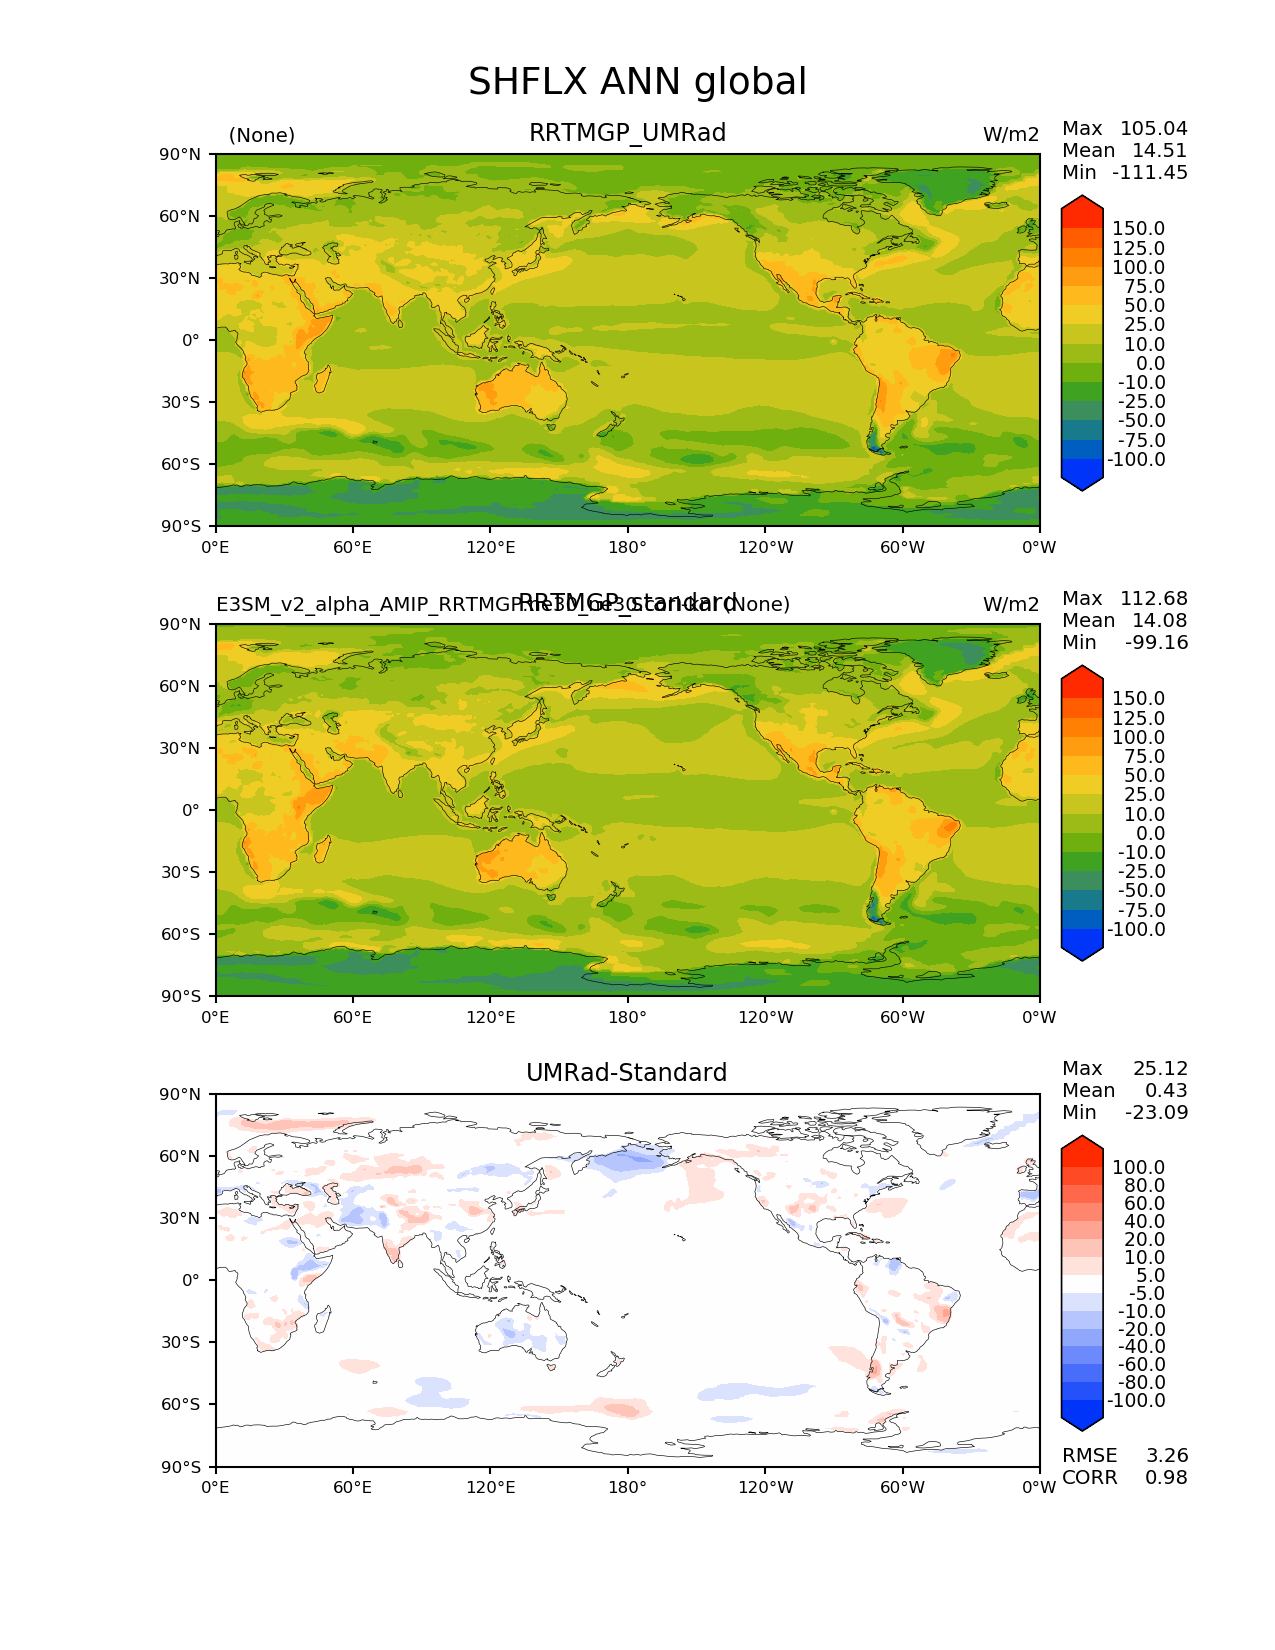 SHFLX ANN global
(None) RRTMGP_UMRad W/m2
Max 105.04
Mean 14.51
Min -111.45
90°N
60°N
30°N
0°
30°S
60°S
90°S
0°E 60°E 120°E 180° 120°W 60°W 0°W
150.0
125.0
100.0
75.0
50.0
25.0
10.0
0.0
-10.0
-25.0
-50.0
-75.0
-100.0
E3SM_v2_alpha_AMIP_RRTMGP (None) RRTMGP_standard W/m2
Max 112.68
Mean 14.08
Min -99.16
90°N
60°N
30°N
0°
30°S
60°S
90°S
0°E 60°E 120°E 180° 120°W 60°W 0°W
150.0
125.0
100.0
75.0
50.0
25.0
10.0
0.0
-10.0
-25.0
-50.0
-75.0
-100.0
UMRad-Standard
Max 25.12
Mean 0.43
Min -23.09
90°N
60°N
30°N
0°
30°S
60°S
90°S
0°E 60°E 120°E 180° 120°W 60°W 0°W
100.0
80.0
60.0
40.0
20.0
10.0
5.0
-5.0
-10.0
-20.0
-40.0
-60.0
-80.0
-100.0
RMSE 3.26
CORR 0.98